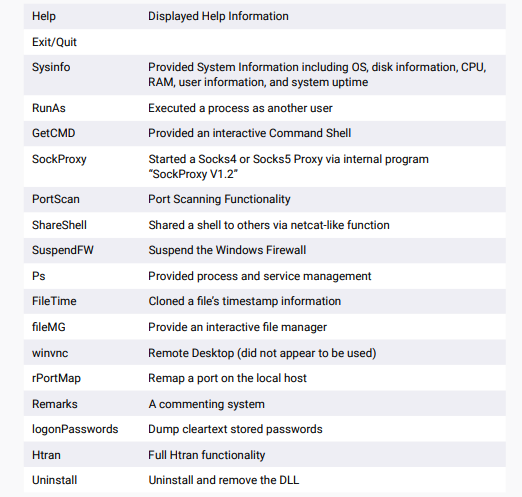 Help Displayed Help Information
Exit/Quit
Sysinfo Provided System Information including OS, disk information, CPU,
RAM, user information, and system uptime
RunAs Executed a process as another user
GetCMD Provided an interactive Command Shell
SockProxy Started a Socks4 or Socks5 Proxy via internal program
“SockProxy V1.2”
PortScan Port Scanning Functionality
ShareShell Shared a shell to others via netcat-like function
SuspendFW Suspend the Windows Firewall
Ps Provided process and service management
FileTime Cloned a file’s timestamp information
fileMG Provide an interactive file manager
winvnc Remote Desktop (did not appear to be used)
rPortMap Remap a port on the local host
Remarks A commenting system
logonPasswords Dump cleartext stored passwords
Htran Full Htran functionality
Uninstall Uninstall and remove the DLL